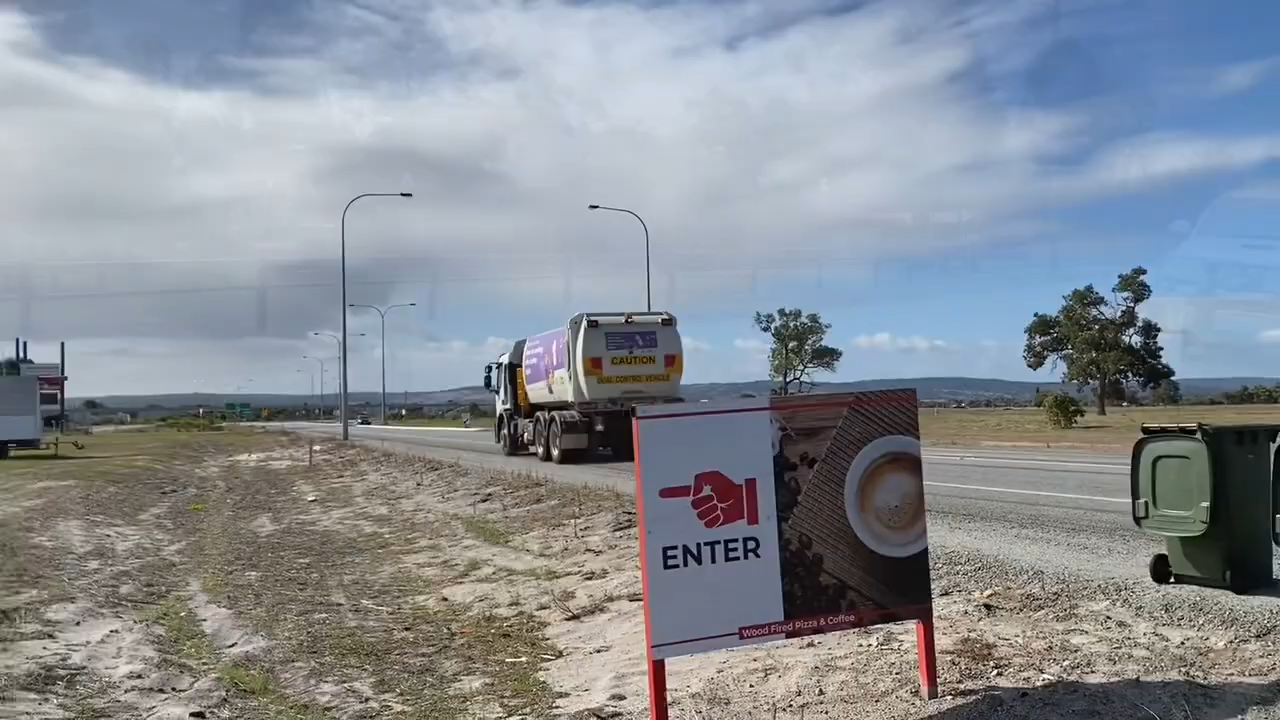 CAUTION
DUAL CONTROL VEHICLE
ENTER
Wood Fired Pizza & Coffee